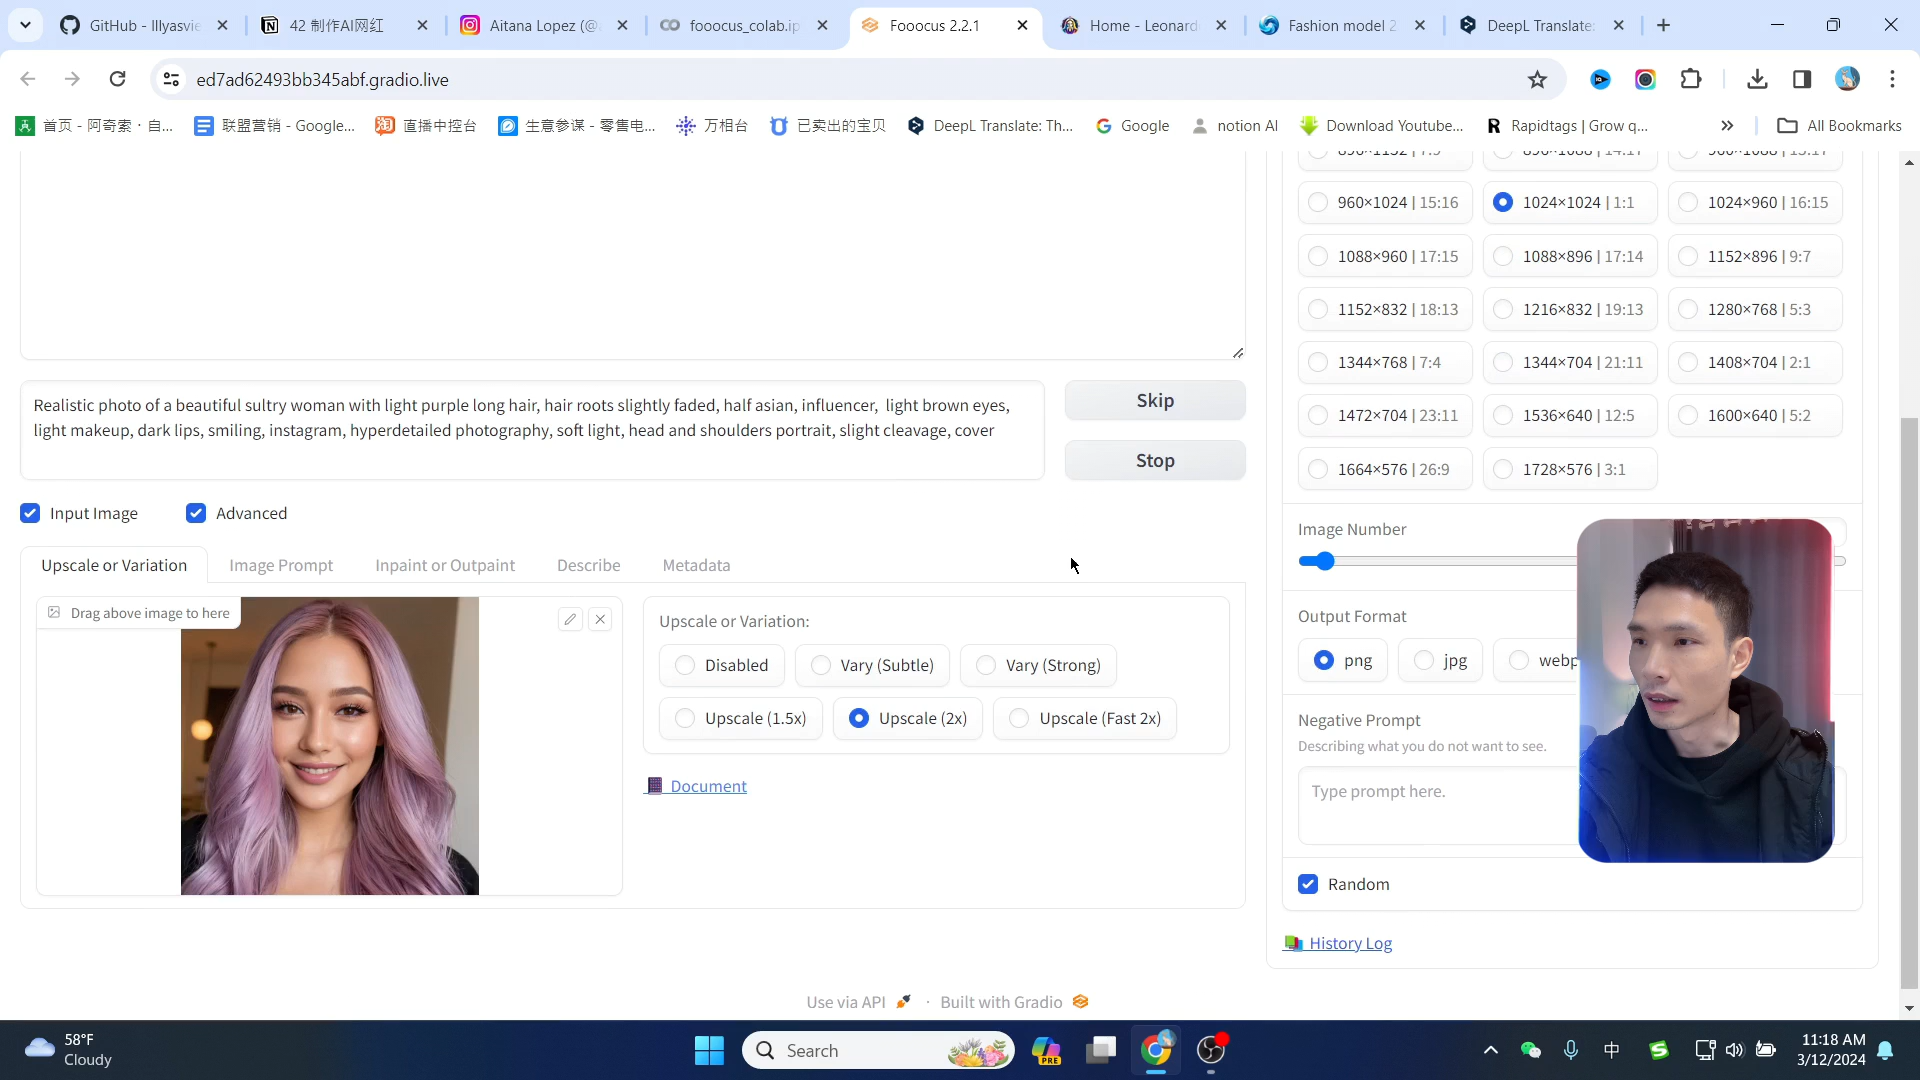 GitHub - lllyasvie
42 制作AI网红
Aitana Lopez (@
fooocus_colab.ip
Fooocus 2.2.1
Home - Leonard
Fashion model 2
DeepL Translate:
ed7ad62493bb345abf.gradio.live
首页 - 阿奇索 · 自...
联盟营销 - Google...
直播中控台
生意参谋 - 零售电...
万相台
已卖出的宝贝
DeepL Translate: Th...
Google
notion AI
Download Youtube...
Rapidtags | Grow q...
All Bookmarks
960×1024 | 15:16
1024×1024 | 1:1
1024×960 | 16:15
1088×960 | 17:15
1088×896 | 17:14
1152×896 | 9:7
1152×832 | 18:13
1216×832 | 19:13
1280×768 | 5:3
1344×768 | 7:4
1344×704 | 21:11
1408×704 | 2:1
1472×704 | 23:11
1536×640 | 12:5
1600×640 | 5:2
1664×576 | 26:9
1728×576 | 3:1
Realistic photo of a beautiful sultry woman with light purple long hair, hair roots slightly faded, half asian, influencer, light brown eyes,
light makeup, dark lips, smiling, instagram, hyperdetailed photography, soft light, head and shoulders portrait, slight cleavage, cover
Skip
Stop
Input Image
Advanced
Upscale or Variation
Image Prompt
Inpaint or Outpaint
Describe
Metadata
Drag above image to here
Upscale or Variation:
Disabled
Vary (Subtle)
Vary (Strong)
Upscale (1.5x)
Upscale (2x)
Upscale (Fast 2x)
Document
Image Number
Output Format
png
jpg
webp
Negative Prompt
Describing what you do not want to see.
Type prompt here.
Random
History Log
Use via API
·
Built with Gradio
58°F
Cloudy
Search
PRE
中
11:18 AM
3/12/2024